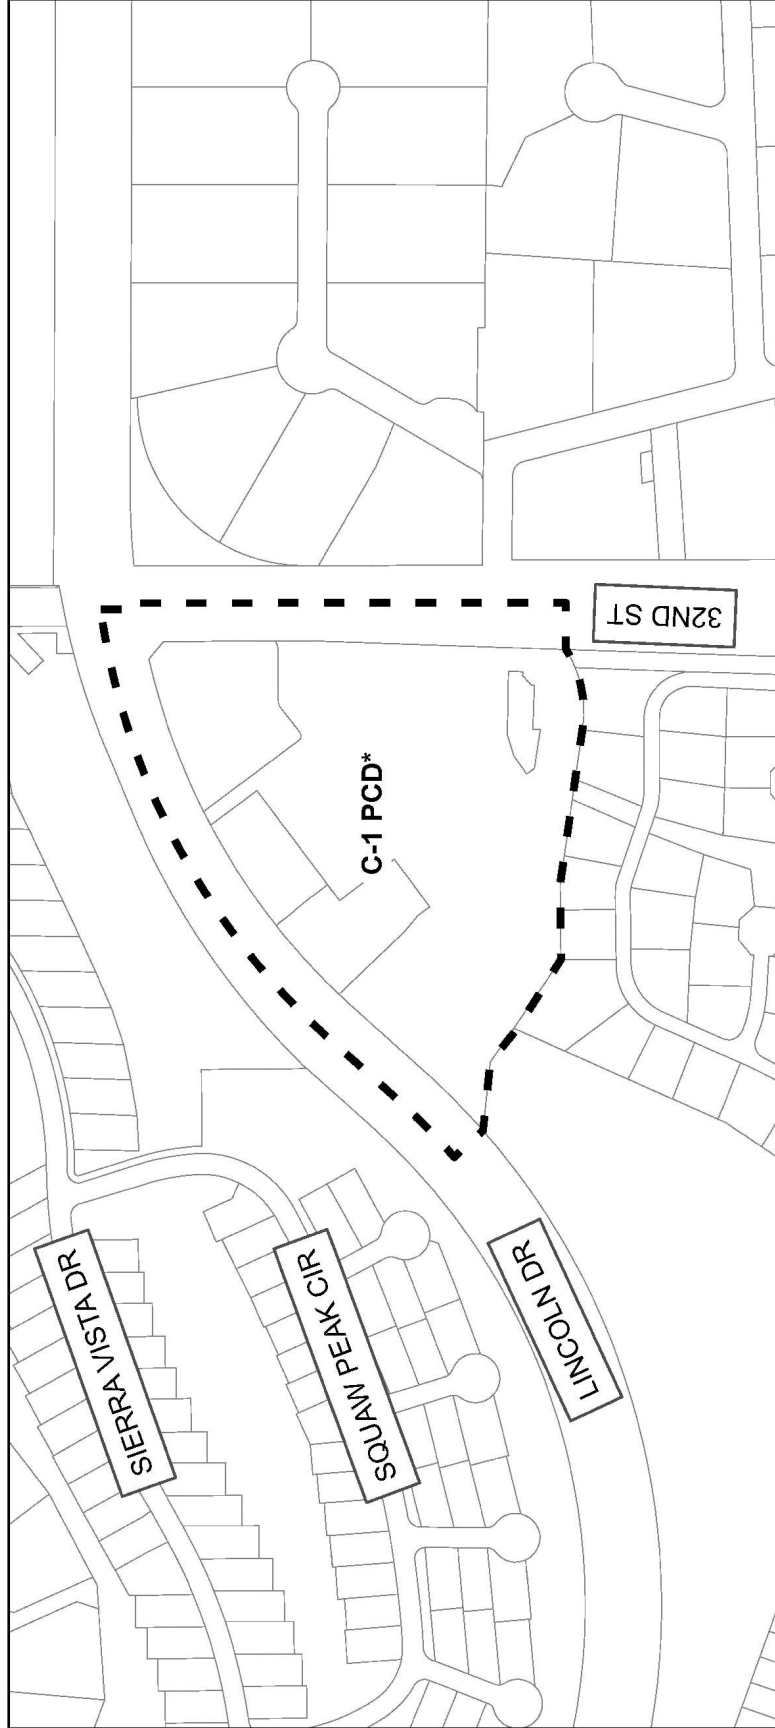 SIERRA VISTA DR
SQUAW PEAK CIR
LINCOLN DR
C-1 PCD*
32ND ST